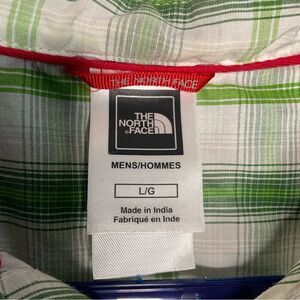 THE NORTH FACE
THE
NORTH
FACE
MENS/HOMMES
L/G
Made in India
Fabriqué en Inde